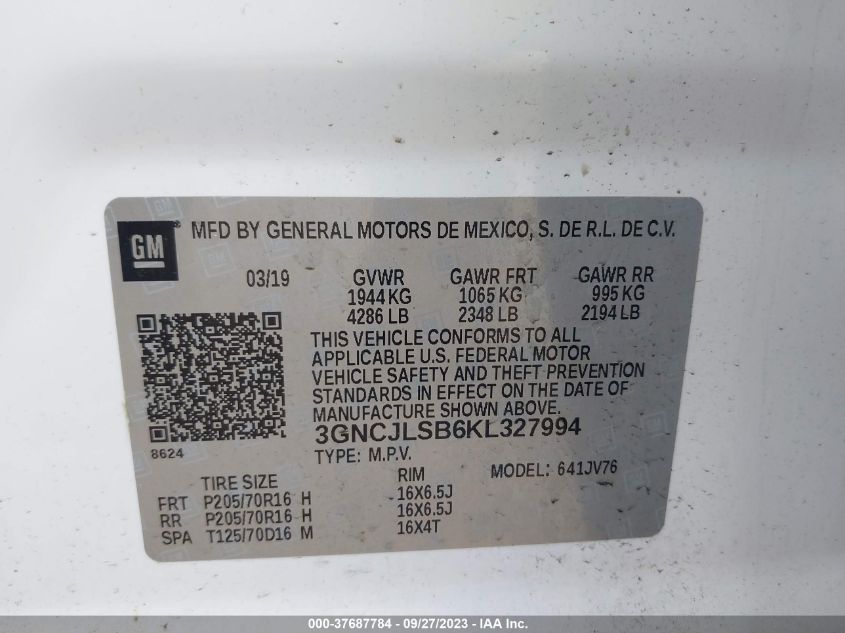 GM
MFD BY GENERAL MOTORS DE MEXICO, S. DE R.L. DE C.V.
03/19 GVWR GAWR FRT GAWR RR
1944 KG 1065 KG 995 KG
4286 LB 2348 LB 2194 LB
THIS VEHICLE CONFORMS TO ALL
APPLICABLE U.S. FEDERAL MOTOR
VEHICLE SAFETY AND THEFT PREVENTION
STANDARDS IN EFFECT ON THE DATE OF
MANUFACTURE SHOWN ABOVE.
3GNCJLSB6KL327994
8624
TYPE: M.P.V. MODEL: 641JV76
TIRE SIZE RIM
FRT P205/70R16 H 16X6.5J
RR P205/70R16 H 16X6.5J
SPA T125/70D16 M 16X4T
000-37687784 - 09/27/2023 - Copyright © 2023 IAA, LLC.